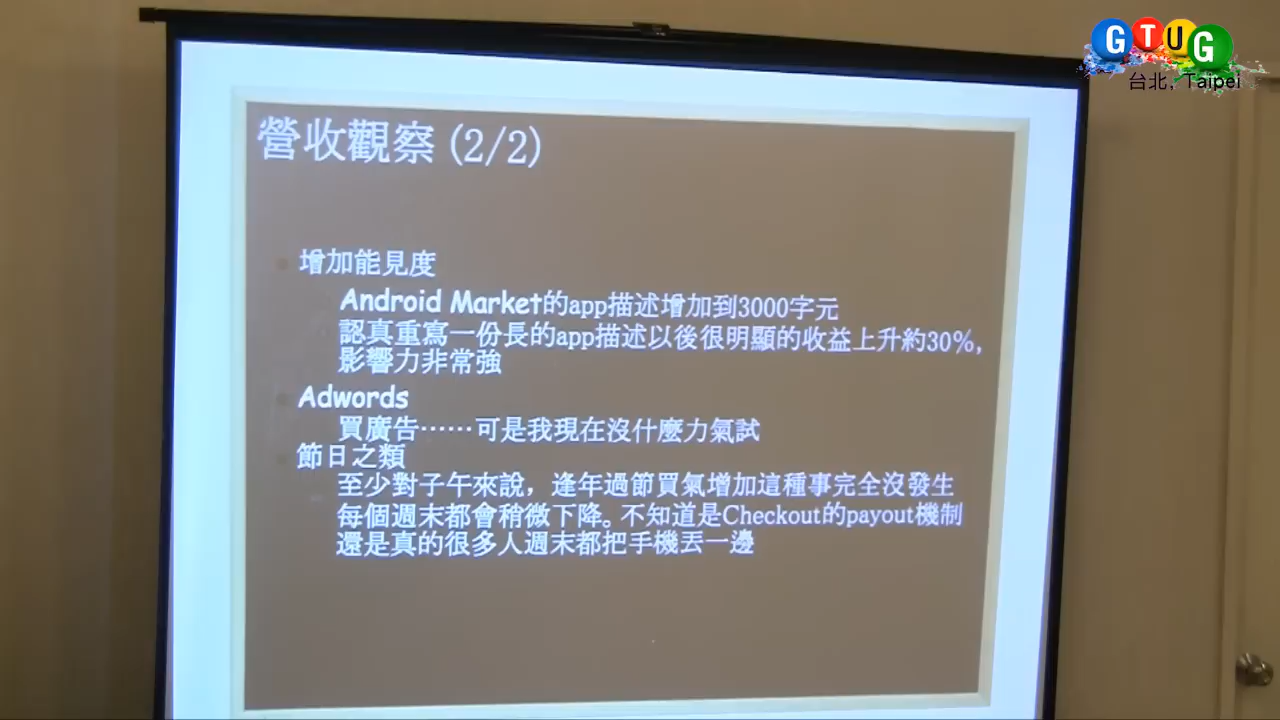 GTUG
台北, Taipei
營收觀察 (2/2)
增加能見度
Android Market的app描述增加到3000字元
認真重寫一份長的app描述以後很明顯的收益上升約30%,
影響力非常強
Adwords
買廣告……可是我現在沒什麼力氣試
節日之類
至少對子午來說，逢年過節買氣增加這種事完全沒發生
每個週末都會稍微下降。不知道是Checkout的payout機制
還是真的很多人週末都把手機丟一邊